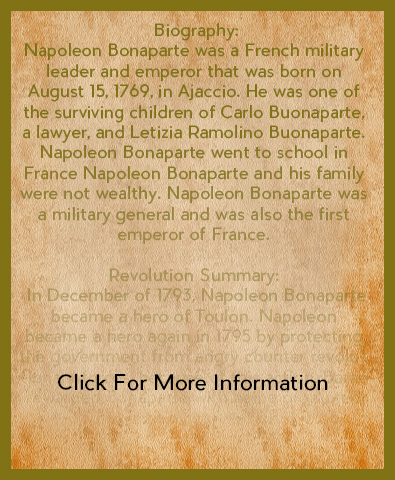 Biography:
Napoleon Bonaparte was a French military
leader and emperor that was born on
August 15, 1769, in Ajaccio. He was one of
the surviving children of Carlo Buonaparte,
a lawyer, and Letizia Ramolino Buonaparte.
Napoleon Bonaparte went to school in
France Napoleon Bonaparte and his family
were not wealthy. Napoleon Bonaparte was
a military general and was also the first
emperor of France.
Revolution Summary:
In December of 1793, Napoleon Bonaparte
became a hero of Toulon. Napoleon
became a hero again in 1795 by protecting
the government from angry counter revolu
Click For More Information